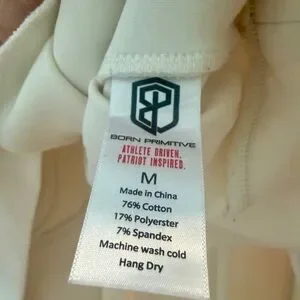 BORN PRIMITIVE
ATHLETE DRIVEN.
PATRIOT INSPIRED.
M
Made in China
76% Cotton
17% Polyerster
7% Spandex
Machine wash cold
Hang Dry